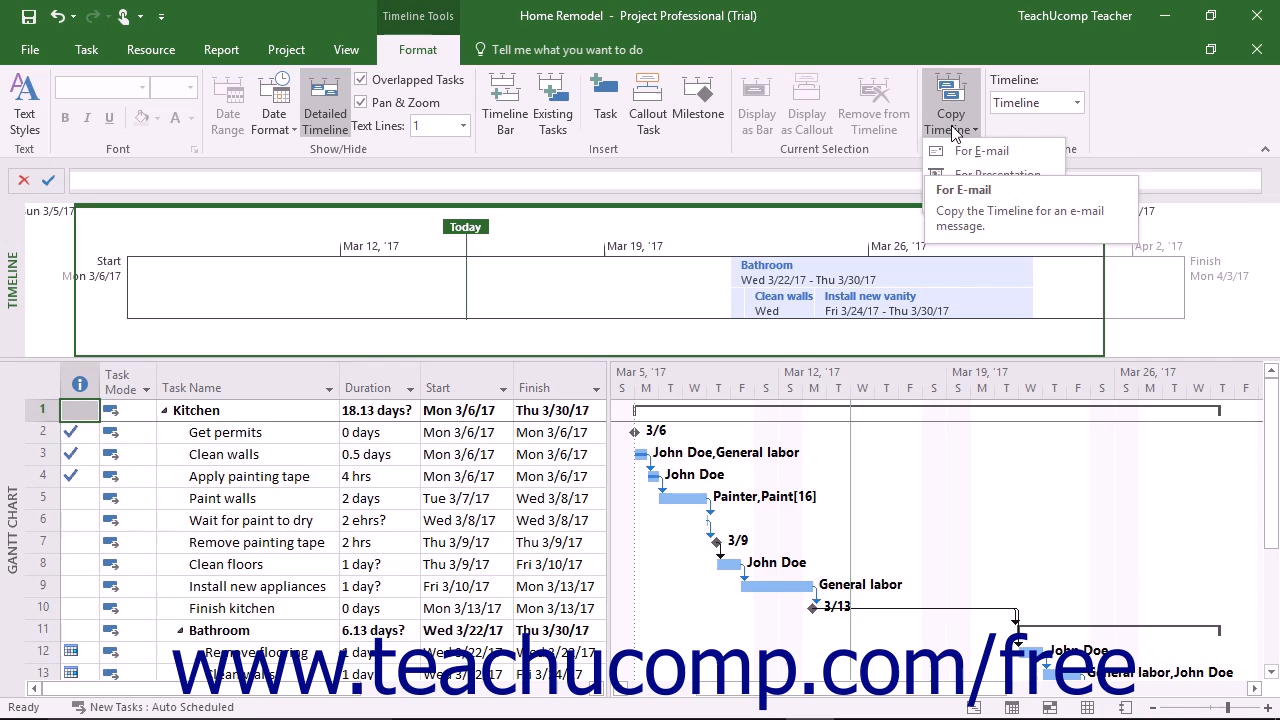 Timeline Tools
Home Remodel - Project Professional (Trial)
TeachUcomp Teacher
File Task Resource Report Project View Format Tell me what you want to do
Text Styles
Text
B I U A
Font
Date Range
Date Format
Detailed Timeline
Overlapped Tasks
Pan & Zoom
Text Lines: 1
Show/Hide
Timeline Bar
Existing Tasks
Task
Callout Task
Milestone
Insert
Display as Bar
Display as Callout
Remove from Timeline
Current Selection
Copy Timeline
Timeline:
Timeline
For E-mail
For Presentation
For E-mail
Copy the Timeline for an e-mail
message.
TIMELINE
Sun 3/5/17
Today
Mar 12, '17 Mar 19, '17 Mar 26, '17 Apr 2, '17
Start
Mon 3/6/17
Finish
Mon 4/3/17
Bathroom
Wed 3/22/17 - Thu 3/30/17
Clean walls Install new vanity
Wed Fri 3/24/17 - Thu 3/30/17
GANTT CHART
Task Mode Task Name Duration Start Finish
1 Kitchen 18.13 days? Mon 3/6/17 Thu 3/30/17
2 Get permits 0 days Mon 3/6/17 Mon 3/6/17
3 Clean walls 0.5 days Mon 3/6/17 Mon 3/6/17
4 Apply painting tape 4 hrs Mon 3/6/17 Mon 3/6/17
5 Paint walls 2 days Tue 3/7/17 Wed 3/8/17
6 Wait for paint to dry 2 ehrs? Wed 3/8/17 Wed 3/8/17
7 Remove painting tape 2 hrs Thu 3/9/17 Thu 3/9/17
8 Clean floors 1 day? Thu 3/9/17 Fri 3/10/17
9 Install new appliances 1 day? Fri 3/10/17 Mon 3/13/17
10 Finish kitchen 0 days Mon 3/13/17 Mon 3/13/17
11 Bathroom 6.13 days? Wed 3/22/17 Thu 3/30/17
12 Remove flooring 1 day
13
Mar 5, '17 Mar 12, '17 Mar 19, '17 Mar 26, '17
S M T W T F S S M T W T F S S M T W T F S S M T W T F
3/6
John Doe,General labor
John Doe
Painter,Paint[16]
3/9
John Doe
General labor
3/13
John Doe
General labor,John Doe
www.teachucomp.com/free
Ready New Tasks : Auto Scheduled